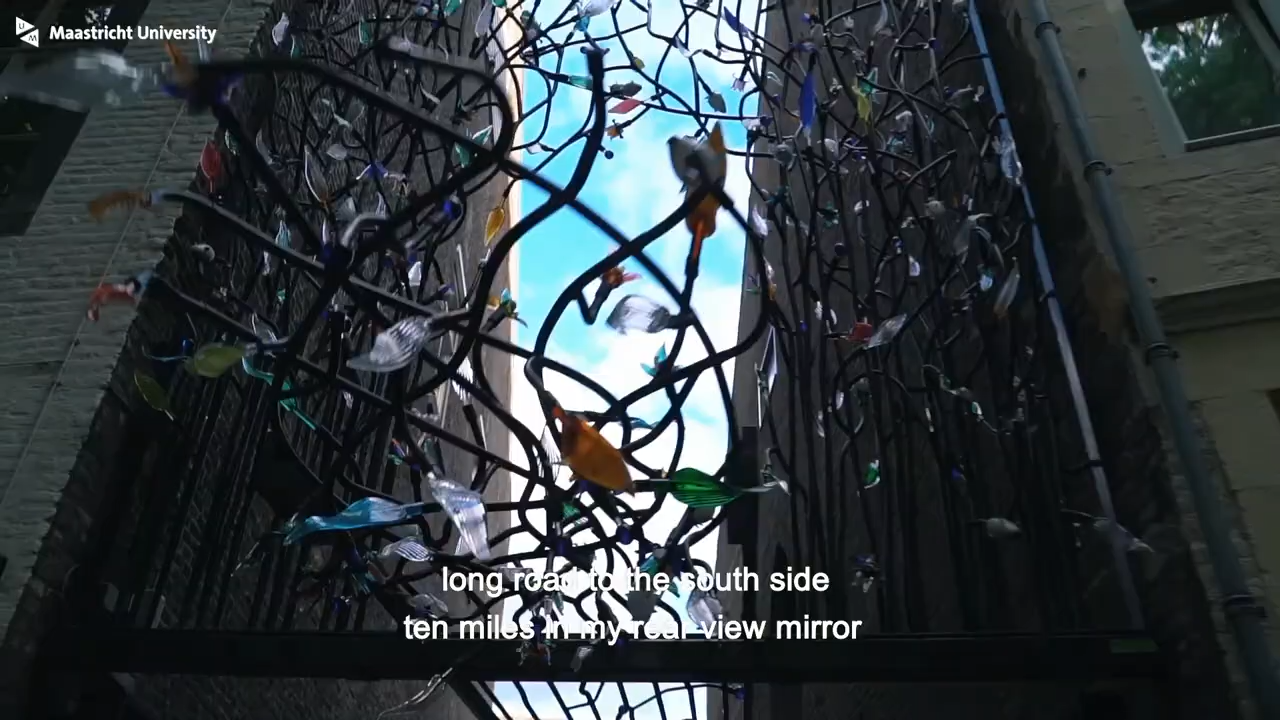 Maastricht University
long road to the south side
ten miles in my rear view mirror